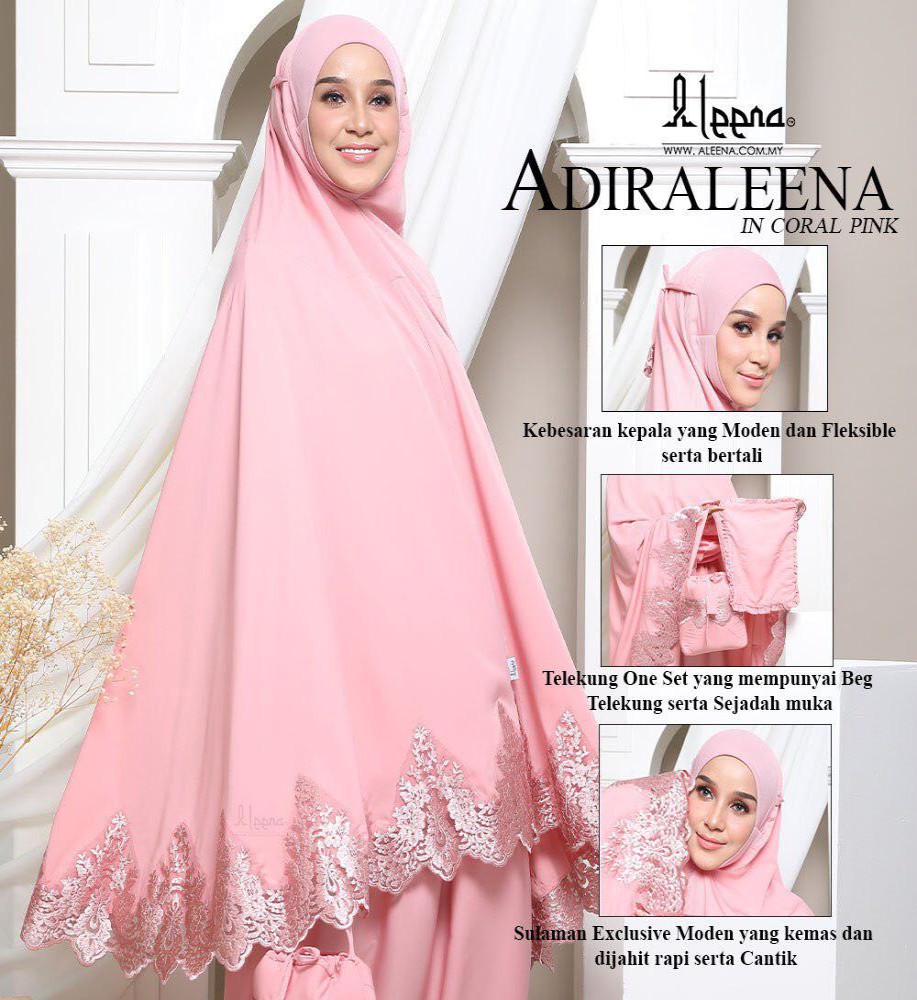 Aleena
WWW. ALEENA.COM.MY
ADIRALEENA
IN CORAL PINK
Kebesaran kepala yang Moden dan Fleksible
serta bertali
Telekung One Set yang mempunyai Beg
Telekung serta Sejadah muka
Aleena
Sulaman Exclusive Moden yang kemas dan
dijahit rapi serta Cantik